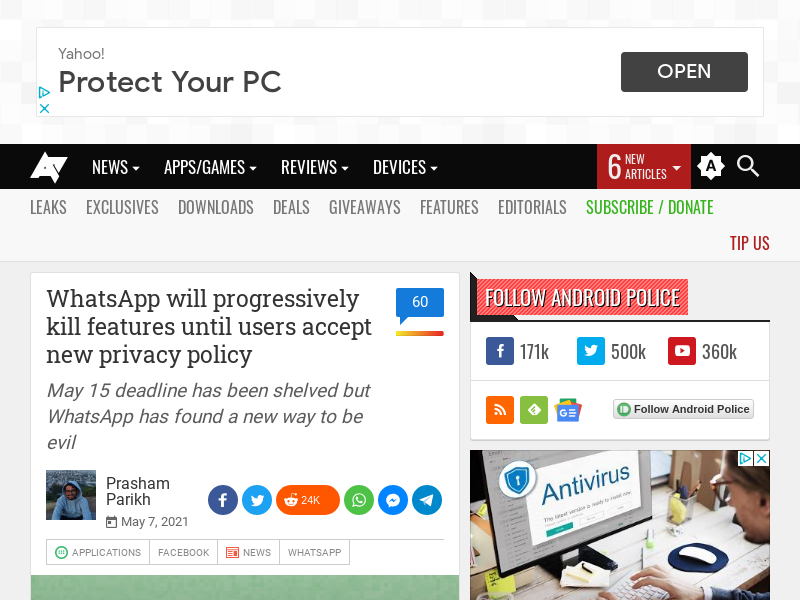 Yahoo!
Protect Your PC
OPEN
NEWS
APPS/GAMES
REVIEWS
DEVICES
6 NEW ARTICLES
A
LEAKS
EXCLUSIVES
DOWNLOADS
DEALS
GIVEAWAYS
FEATURES
EDITORIALS
SUBSCRIBE / DONATE
TIP US
WhatsApp will progressively
kill features until users accept
new privacy policy
60
May 15 deadline has been shelved but
WhatsApp has found a new way to be
evil
Prasham
Parikh
May 7, 2021
24K
APPLICATIONS
FACEBOOK
NEWS
WHATSAPP
FOLLOW ANDROID POLICE
171k
500k
360k
Follow Android Police
Antivirus
The latest version is ready to install